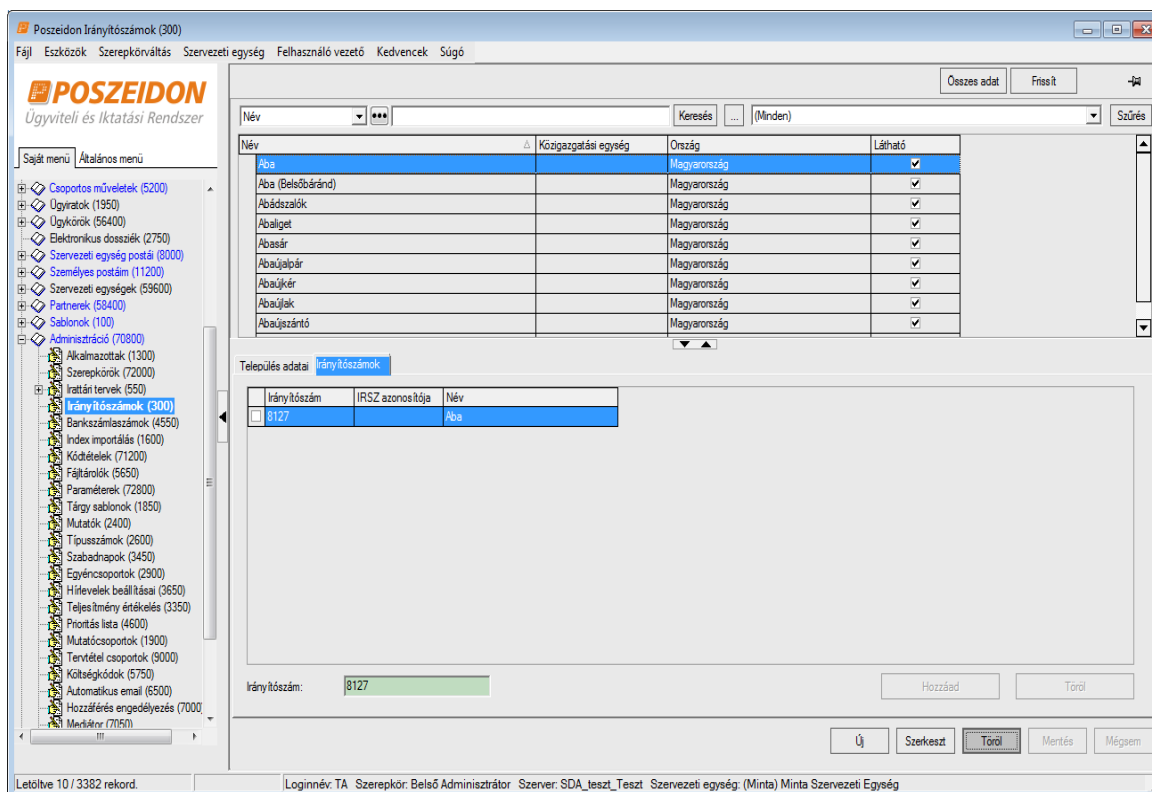 Poszeidon Irányítószámok (300)
Fájl Eszközök Szerepkörváltás Szervezeti egység Felhasználó vezető Kedvencek Súgó
POSZEIDON
Ügyviteli és Iktatási Rendszer
Saját menü Általános menü
Csoportos műveletek (5200)
Ügyiratok (1950)
Ügykörök (56400)
Elektronikus dossziék (2750)
Szervezeti egység postái (8000)
Személyes postáim (11200)
Szervezeti egységek (59600)
Partnerek (58400)
Sablonok (100)
Adminisztráció (70800)
Alkalmazottak (1300)
Szerepkörök (72000)
Irattári tervek (550)
Irányítószámok (300)
Bankszámlaszámok (4550)
Index importálás (1600)
Kódtételek (71200)
Fájltárolók (5650)
Paraméterek (72800)
Tárgy sablonok (1850)
Mutatók (2400)
Típusszámok (2600)
Szabadnapok (3450)
Egyéncsoportok (2900)
Hírlevelek beállításai (3650)
Teljesítmény értékelés (3350)
Prioritás lista (4600)
Mutatócsoportok (1900)
Tervtétel csoportok (9000)
Költségkódok (5750)
Automatikus email (6500)
Hozzáférés engedélyezés (7000)
Mediátor (7050)
Összes adat Frissít
Név Keresés ... (Minden) Szűrés
Név Közigazgatási egység Ország Látható
Aba Magyarország
Aba (Belsőbáránd) Magyarország
Abádszalók Magyarország
Abaliget Magyarország
Abasár Magyarország
Abaújalpár Magyarország
Abaújkér Magyarország
Abaújlak Magyarország
Abaújszántó Magyarország
Település adatai Irányítószámok
Irányítószám IRSZ azonosítója Név
8127 Aba
Irányítószám: 8127 Hozzáad Töröl
Új Szerkeszt Töröl Mentés Mégsem
Letöltve 10 / 3382 rekord. Loginnév: TA Szerepkör: Belső Adminisztrátor Szerver: SDA_teszt_Teszt Szervezeti egység: (Minta) Minta Szervezeti Egység